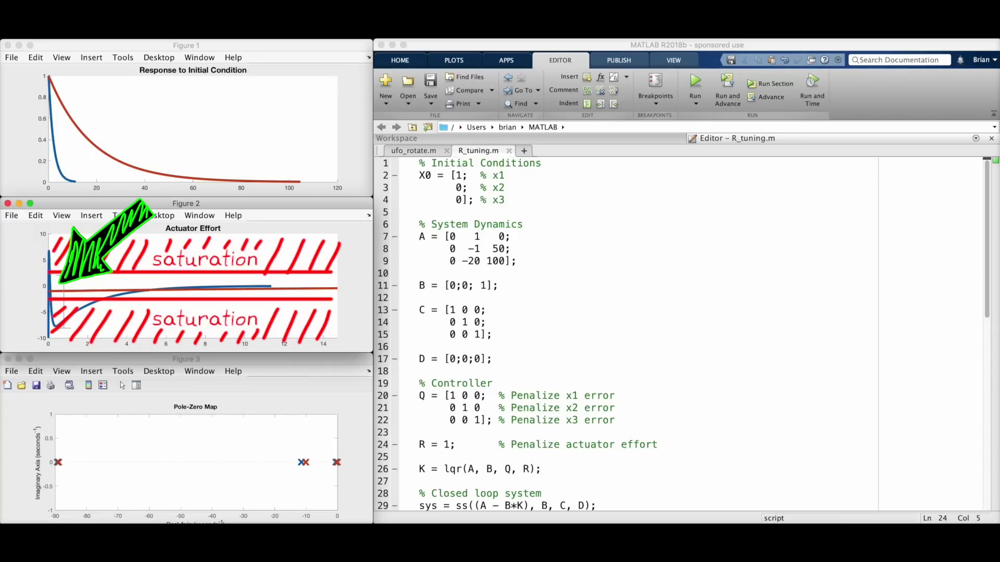 Figure 1
File Edit View Insert Tools Desktop Window Help
Response to Initial Condition
1
0.8
0.6
0.4
0.2
0
0 20 40 60 80 100 120
Figure 2
File Edit View Insert Window Help
Actuator Effort
10
5
0
-5
-10
saturation
saturation
0 2 4 6 8 10 12 14
Figure 3
File Edit View Insert Tools Desktop Window Help
Pole-Zero Map
Imaginary Axis (seconds-1)
1
0.5
0
-0.5
-1
-90 -80 -70 -60 -50 -40 -30 -20 -10 0
MATLAB R2018b - sponsored use
HOME PLOTS APPS EDITOR PUBLISH VIEW
Search Documentation
Brian
New Open Save
Find Files
Compare
Print
Go To
Find
Insert
Comment
Indent
fx
Breakpoints
Run
Run and Advance
Run Section
Advance
Run and Time
FILE NAVIGATE EDIT BREAKPOINTS RUN
/ Users brian MATLAB
Workspace
Editor - R_tuning.m
ufo_rotate.m R_tuning.m
1 % Initial Conditions
2 X0 = [1; % x1
3 0; % x2
4 0]; % x3
5
6 % System Dynamics
7 A = [0 1 0;
8 0 -1 50;
9 0 -20 100];
10
11 B = [0;0; 1];
12
13 C = [1 0 0;
14 0 1 0;
15 0 0 1];
16
17 D = [0;0;0];
18
19 % Controller
20 Q = [1 0 0; % Penalize x1 error
21 0 1 0 % Penalize x2 error
22 0 0 1]; % Penalize x3 error
23
24 R = 1; % Penalize actuator effort
25
26 K = lqr(A, B, Q, R);
27
28 % Closed loop system
29 sys = ss((A - B*K), B, C, D);
script
Ln 24 Col 5